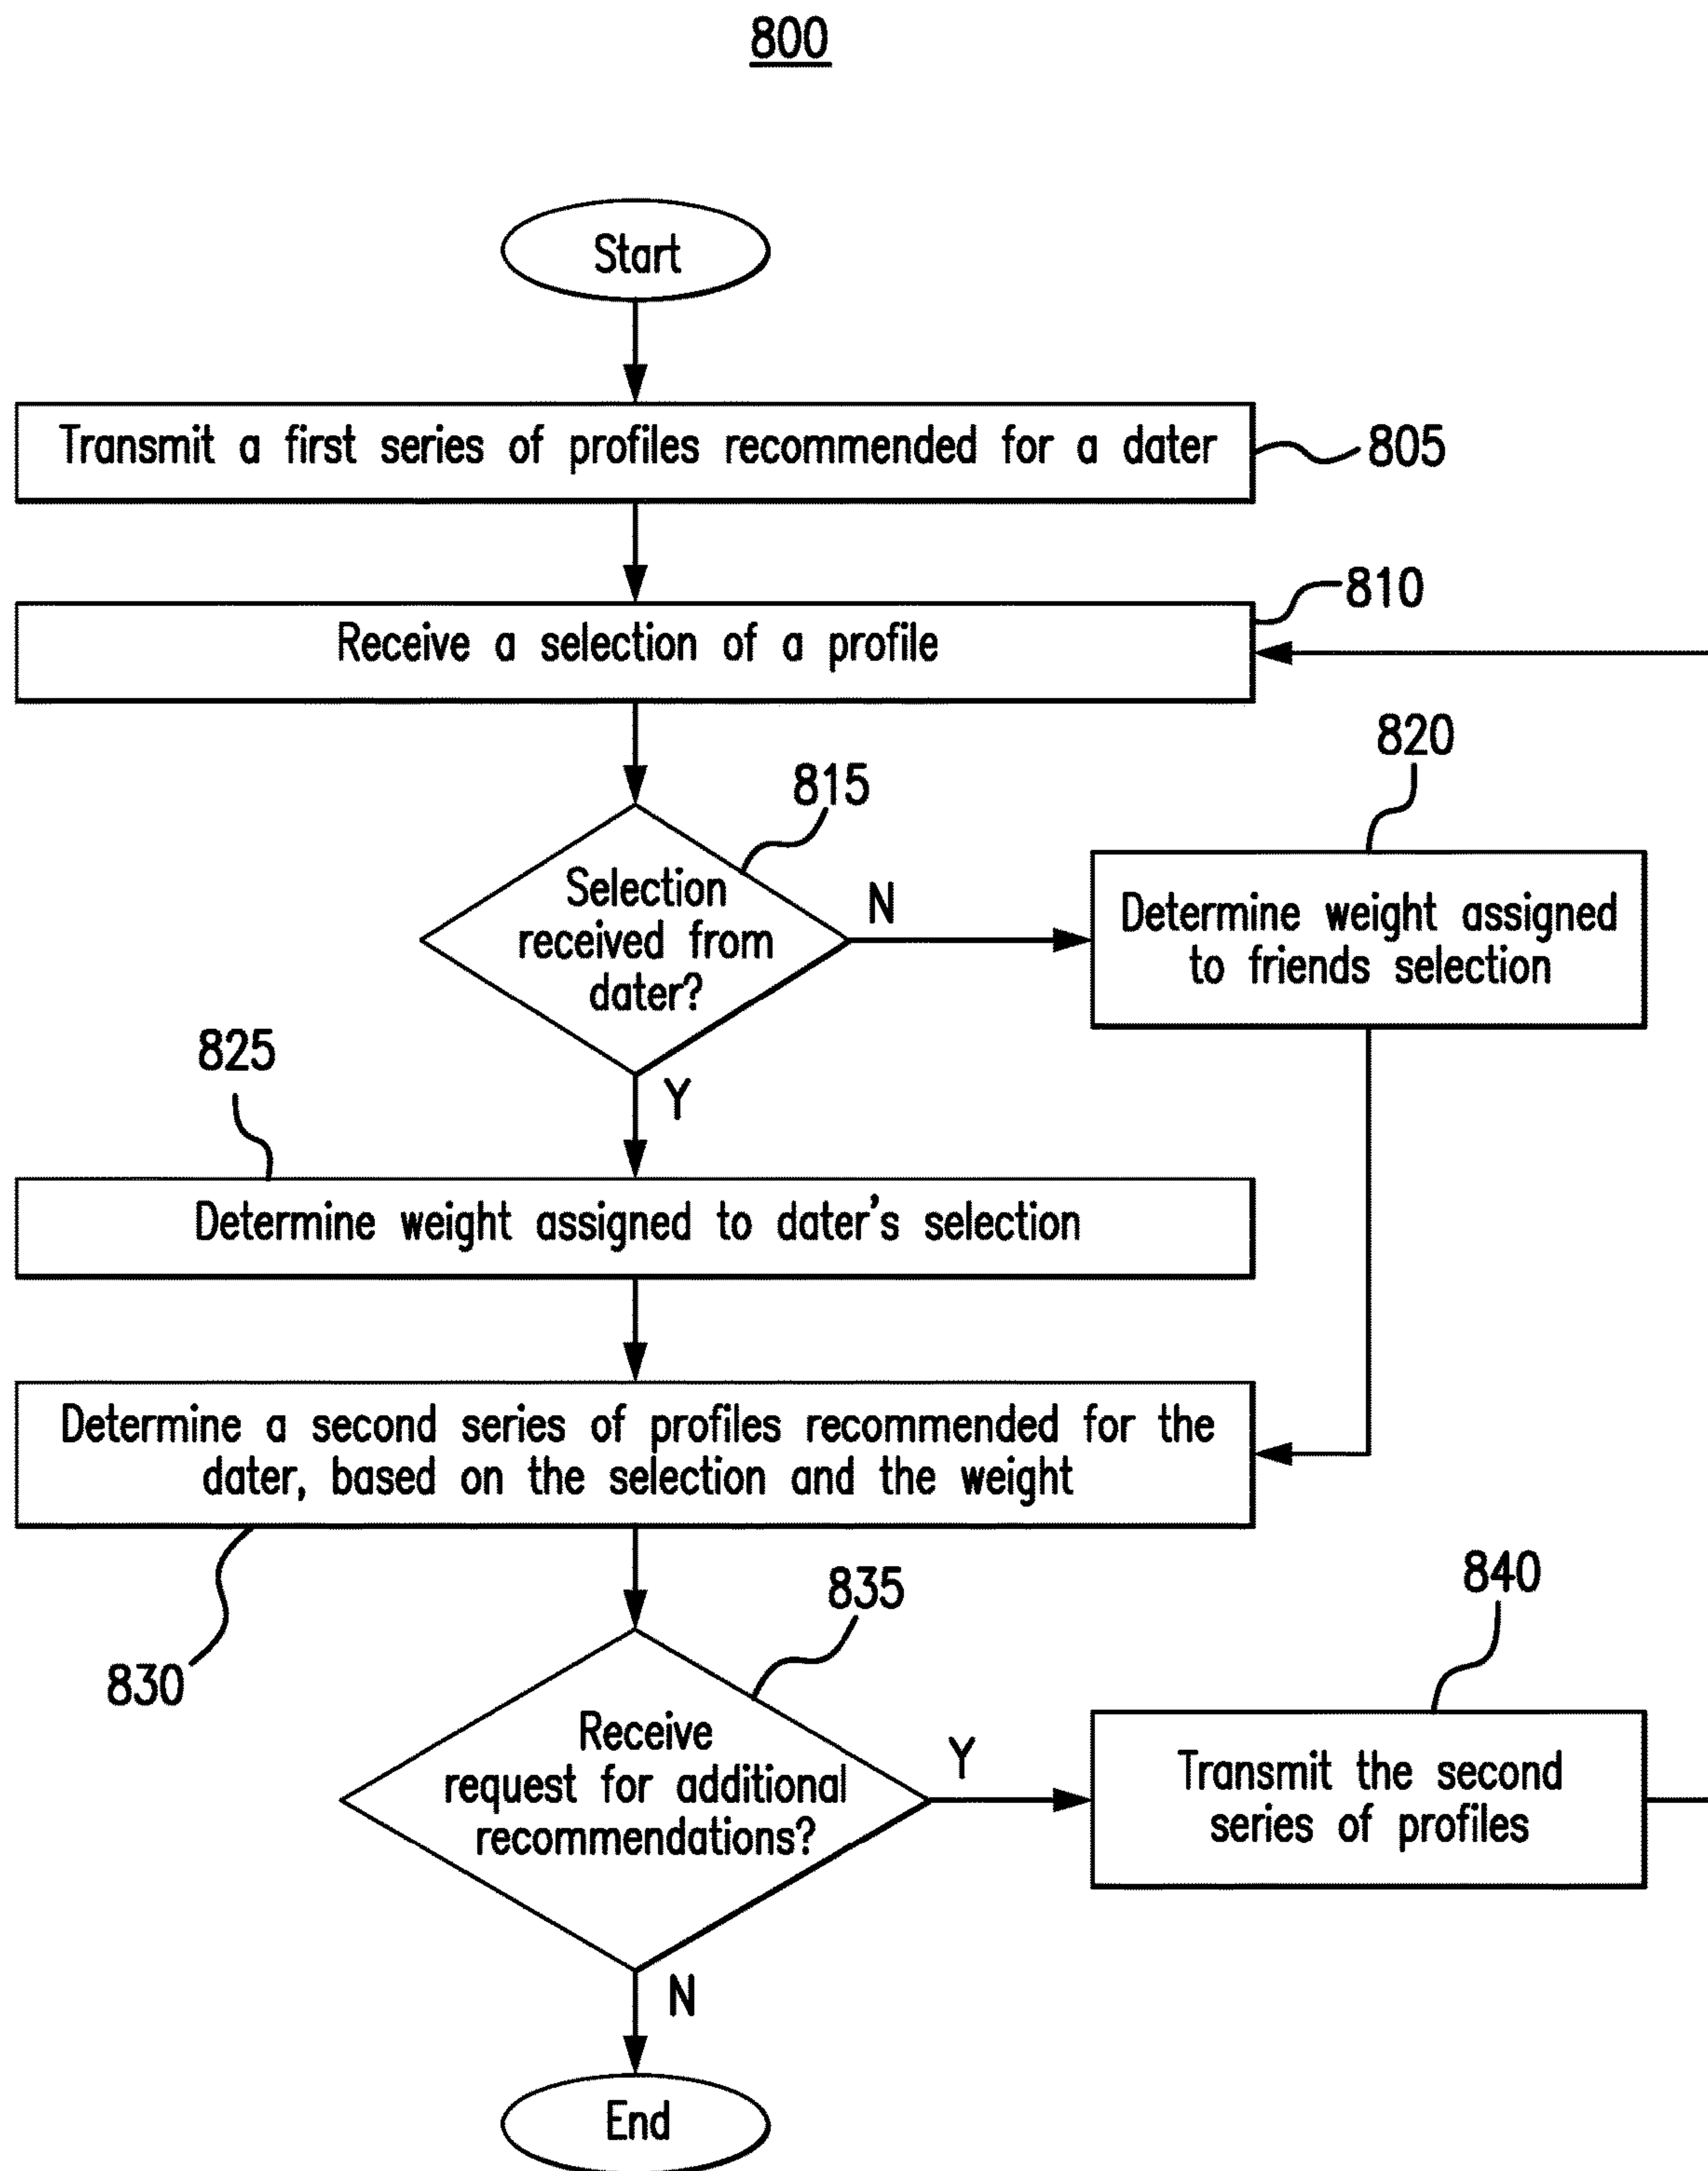 800
Start
Transmit a first series of profiles recommended for a dater
805
810
Receive a selection of a profile
815
820
Selection
received from
dater?
N
Determine weight assigned
to friends selection
825
Y
Determine weight assigned to dater's selection
Determine a second series of profiles recommended for the
dater, based on the selection and the weight
830
835
840
Receive
request for additional
recommendations?
Y
Transmit the second
series of profiles
N
End